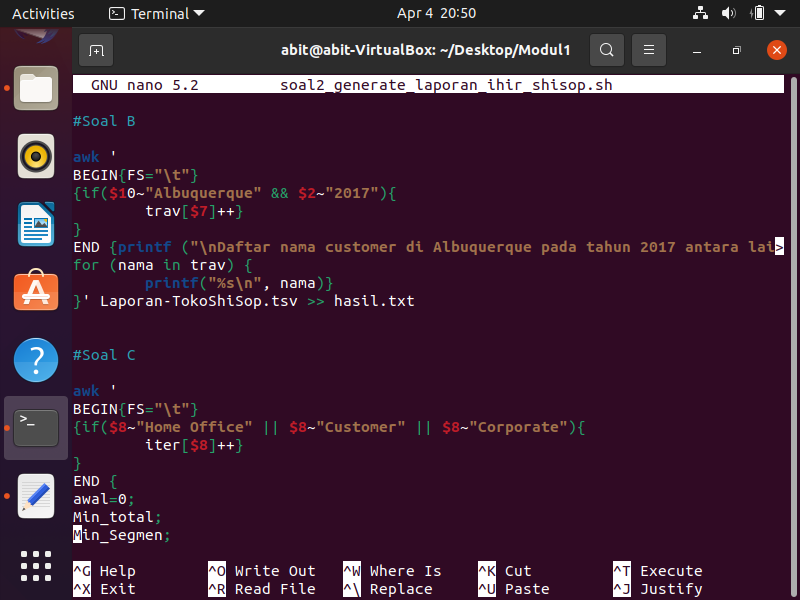 Activities Terminal Apr 4 20:50
abit@abit-VirtualBox: ~/Desktop/Modul1
GNU nano 5.2 soal2_generate_laporan_ihir_shisop.sh
#Soal B
awk '
BEGIN{FS="\t"}
{if($10~"Albuquerque" && $2~"2017"){
trav[$7]++}
}
END {printf ("\nDaftar nama customer di Albuquerque pada tahun 2017 antara lai>
for (nama in trav) {
printf("%s\n", nama)}
}' Laporan-TokoShiSop.tsv >> hasil.txt
#Soal C
awk '
BEGIN{FS="\t"}
{if($8~"Home Office" || $8~"Customer" || $8~"Corporate"){
iter[$8]++}
}
END {
awal=0;
Min_total;
Min_Segmen;
^G Help ^O Write Out ^W Where Is ^K Cut ^T Execute
^X Exit ^R Read File ^\ Replace ^U Paste ^J Justify